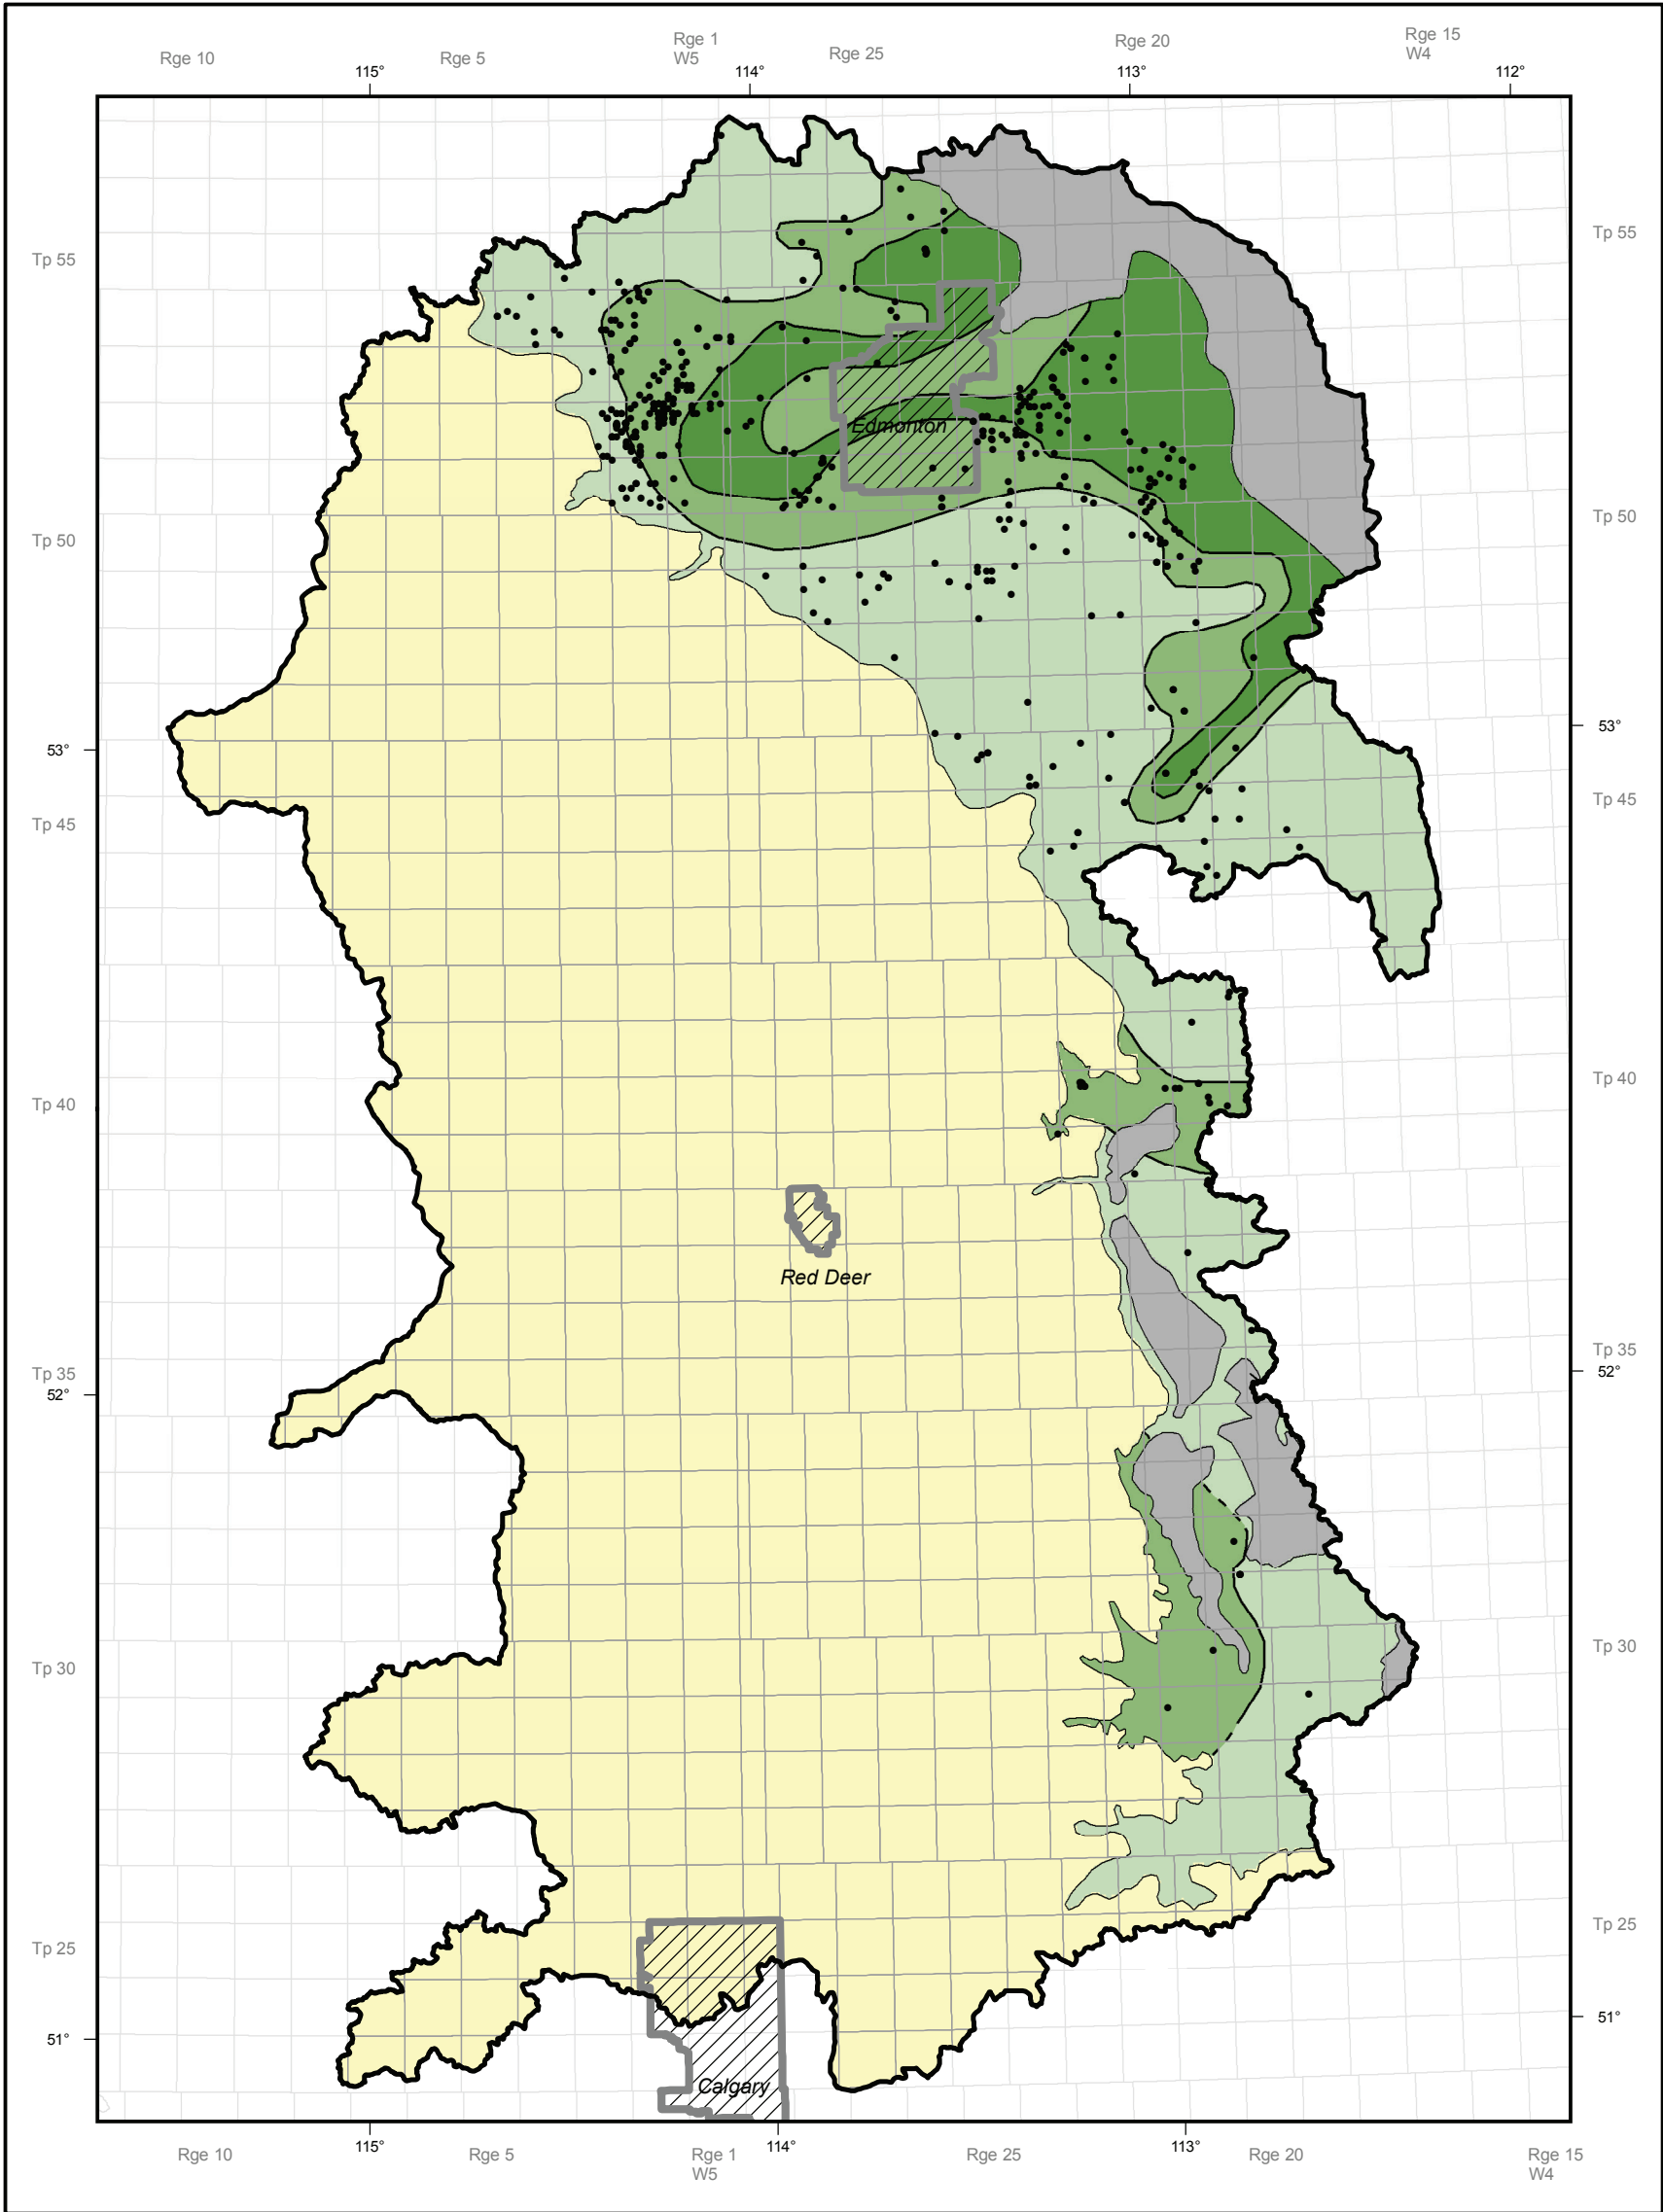 Rge 10
Rge 5
Rge 1
W5
Rge 25
Rge 20
Rge 15
W4
115°
114°
113°
112°
Tp 55
Tp 55
Edmonton
Tp 50
Tp 50
53°
53°
Tp 45
Tp 45
Tp 40
Tp 40
Red Deer
Tp 35
Tp 35
52°
52°
Tp 30
Tp 30
Tp 25
Tp 25
51°
51°
Calgary
115°
114°
113°
Rge 10
Rge 5
Rge 1
W5
Rge 25
Rge 20
Rge 15
W4